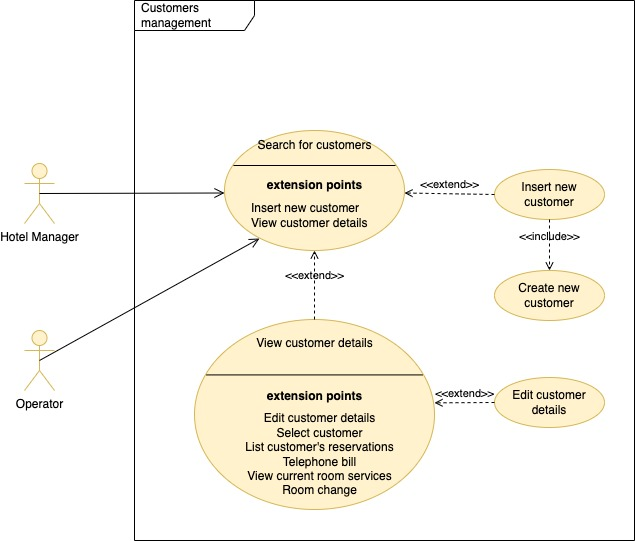 Customers
management
Search for customers
extension points
Insert new customer
View customer details
<<extend>>
Insert new
customer
Hotel Manager
<<include>>
<<extend>>
Create new
customer
View customer details
Operator
extension points
Edit customer details
Select customer
List customer's reservations
Telephone bill
View current room services
Room change
<<extend>>
Edit customer
details